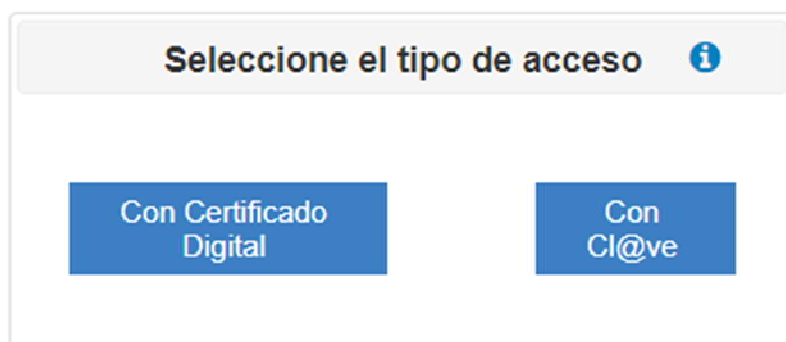 Seleccione el tipo de acceso
Con Certificado
Digital
Con
Cl@ve